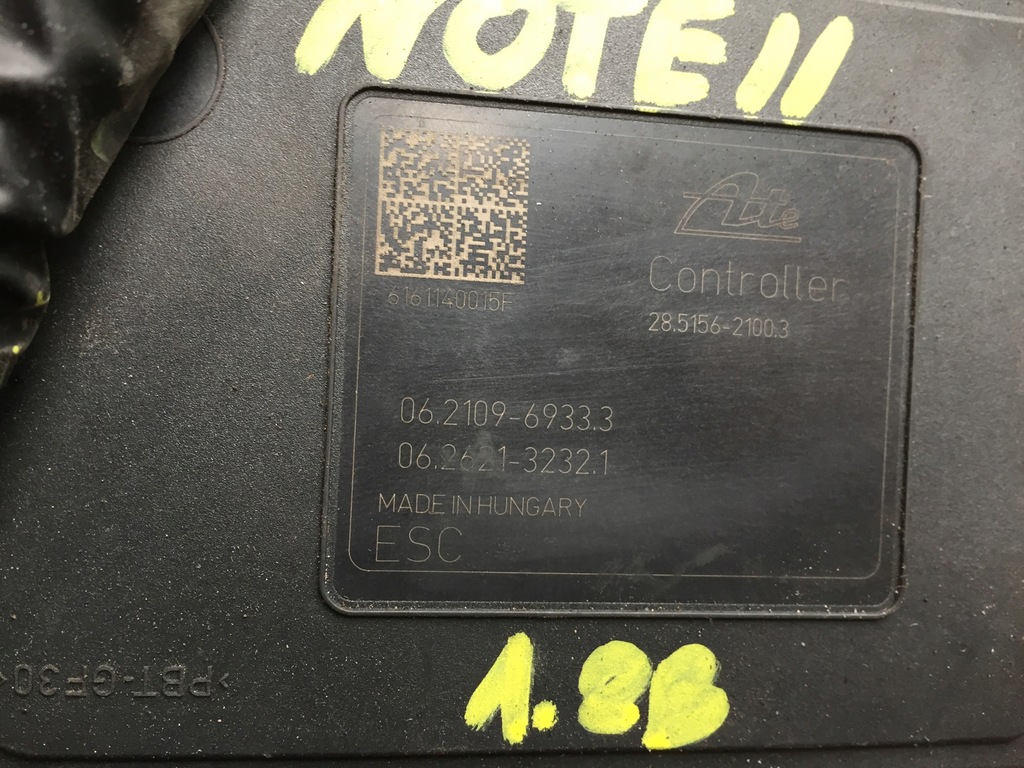 NOTE II
Ate
6161140015F
Controller
28.5156-2100.3
06.2109-6933.3
06.2621-3232.1
MADE IN HUNGARY
ESC
>PBT-GF30<
1.8B